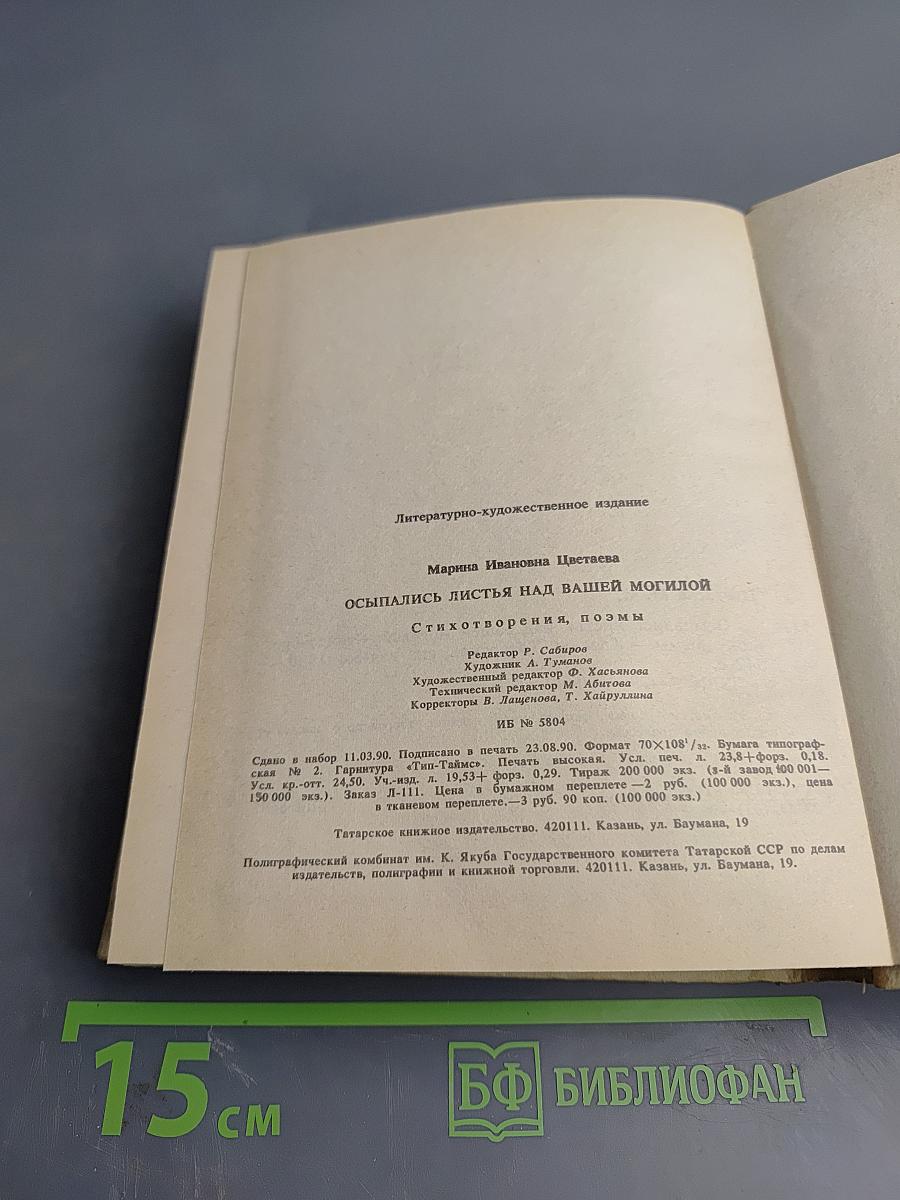 Литературно-художественное издание
Марина Ивановна Цветаева
ОСЫПАЛИСЬ ЛИСТЬЯ НАД ВАШЕЙ МОГИЛОЙ
Стихотворения, поэмы
Редактор Р. Сабиров
Художник А. Туманов
Художественный редактор Ф. Хасьянова
Технический редактор М. Абитова
Корректоры В. Лащенова, Т. Хайруллина
ИБ № 5804
Сдано в набор 11.03.90. Подписано в печать 23.08.90. Формат 70×108¹/₃₂. Бумага типограф-
ская № 2. Гарнитура «Тип-Таймс». Печать высокая. Усл. печ. л. 23,8+форз. 0,18.
Усл. кр.-отт. 24,50. Уч.-изд. л. 19,53+ форз. 0,29. Тираж 200 000 экз. (з-й завод 100 001—
150 000 экз.). Заказ Л-111. Цена в бумажном переплете—2 руб. (100 000 экз.), цена
в тканевом переплете.—3 руб. 90 коп. (100 000 экз.)
Татарское книжное издательство. 420111. Казань, ул. Баумана, 19
Полиграфический комбинат им. К. Якуба Государственного комитета Татарской ССР по делам
издательств, полиграфии и книжной торговли. 420111. Казань, ул. Баумана, 19.
15 см
БФ БИБЛИОФАН